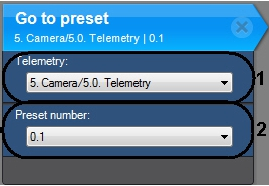 Go to preset
5. Camera/5.0. Telemetry | 0.1
Telemetry:
5. Camera/5.0. Telemetry
1
Preset number:
0.1
2